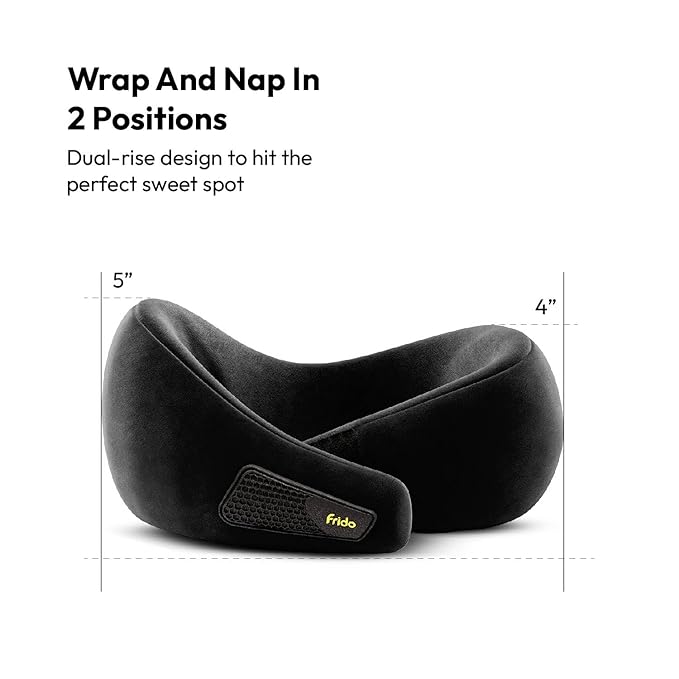 Wrap And Nap In
2 Positions
Dual-rise design to hit the
perfect sweet spot
5”
4”
frido